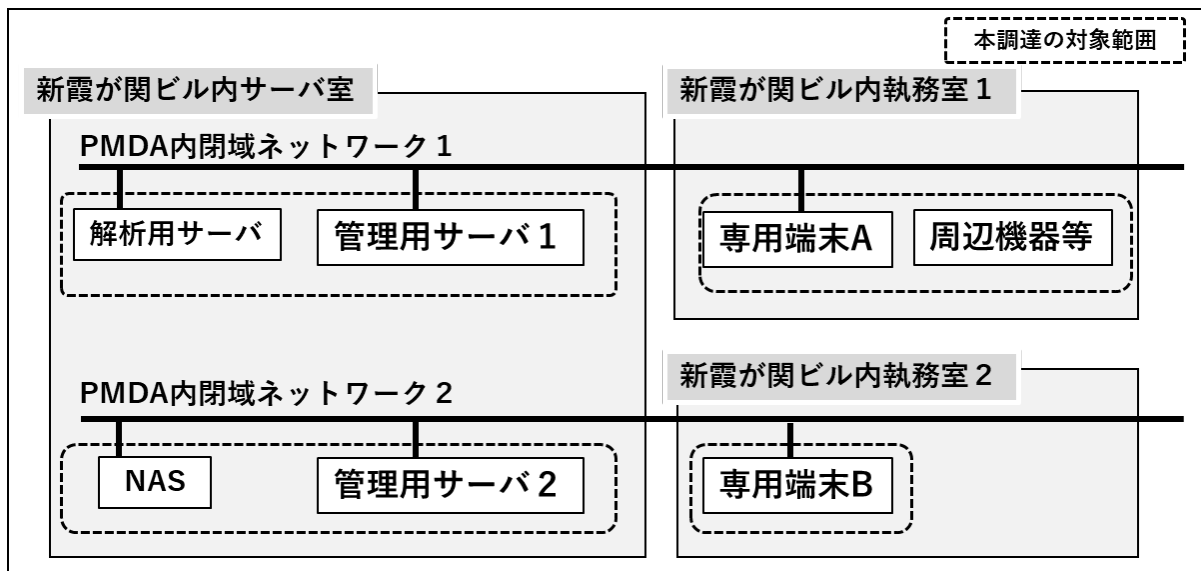 本調達の対象範囲
新霞が関ビル内サーバ室
新霞が関ビル内執務室１
PMDA内閉域ネットワーク１
解析用サーバ
管理用サーバ１
専用端末A
周辺機器等
新霞が関ビル内執務室２
PMDA内閉域ネットワーク２
NAS
管理用サーバ２
専用端末B